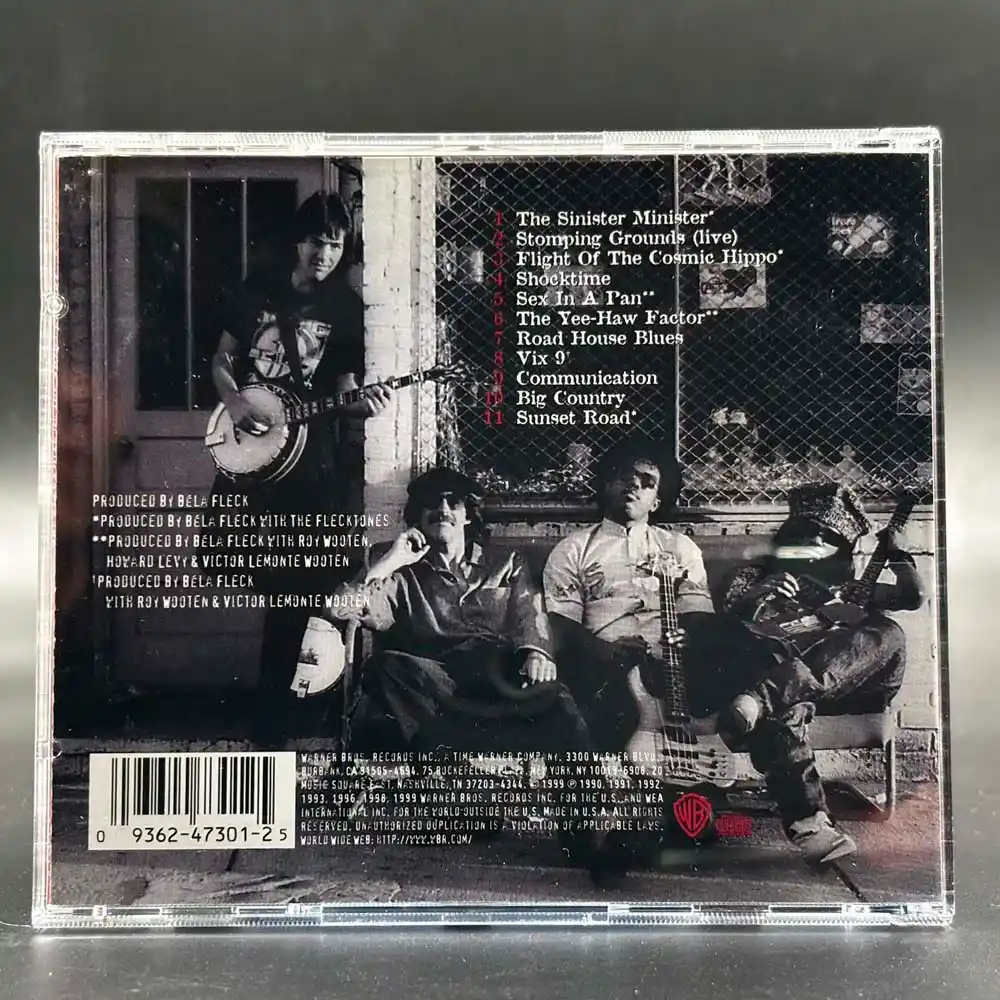 1 The Sinister Minister*
2 Stomping Grounds (live)
3 Flight Of The Cosmic Hippo*
4 Shocktime
5 Sex In A Pan**
6 The Yee-Haw Factor**
7 Road House Blues
8 Vix 9†
9 Communication
10 Big Country
11 Sunset Road*
PRODUCED BY BÉLA FLECK
*PRODUCED BY BÉLA FLECK WITH THE FLECKTONES
**PRODUCED BY BÉLA FLECK WITH ROY WOOTEN,
HOWARD LEVY & VICTOR LEMONTE WOOTEN
†PRODUCED BY BÉLA FLECK
WITH ROY WOOTEN & VICTOR LEMONTE WOOTEN
WARNER BROS. RECORDS INC., A TIME WARNER COMPANY, 3300 WARNER BLVD.,
BURBANK, CA 91505-4694. 75 ROCKEFELLER PLAZA, NEW YORK, NY 10019-6908. 20
MUSIC SQUARE EAST, NASHVILLE, TN 37203-4344. © 1999 ℗ 1990, 1991, 1992,
1993, 1996, 1998, 1999 WARNER BROS. RECORDS INC. FOR THE U.S. AND WEA
INTERNATIONAL INC. FOR THE WORLD OUTSIDE THE U.S. MADE IN U.S.A. ALL RIGHTS
RESERVED. UNAUTHORIZED DUPLICATION IS A VIOLATION OF APPLICABLE LAWS.
WORLD WIDE WEB: HTTP://WWW.WBR.COM/
WB
0 9362-47301-2 5